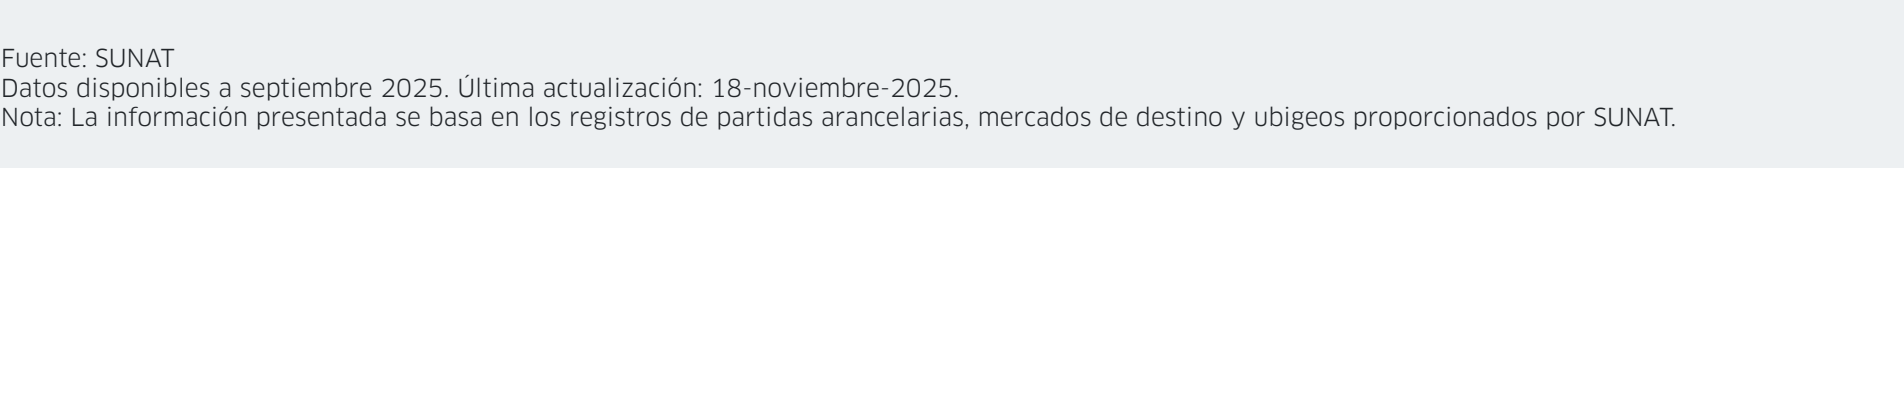 Fuente: SUNAT
Datos disponibles a septiembre 2025. Última actualización: 18-noviembre-2025.
Nota: La información presentada se basa en los registros de partidas arancelarias, mercados de destino y ubigeos proporcionados por SUNAT.